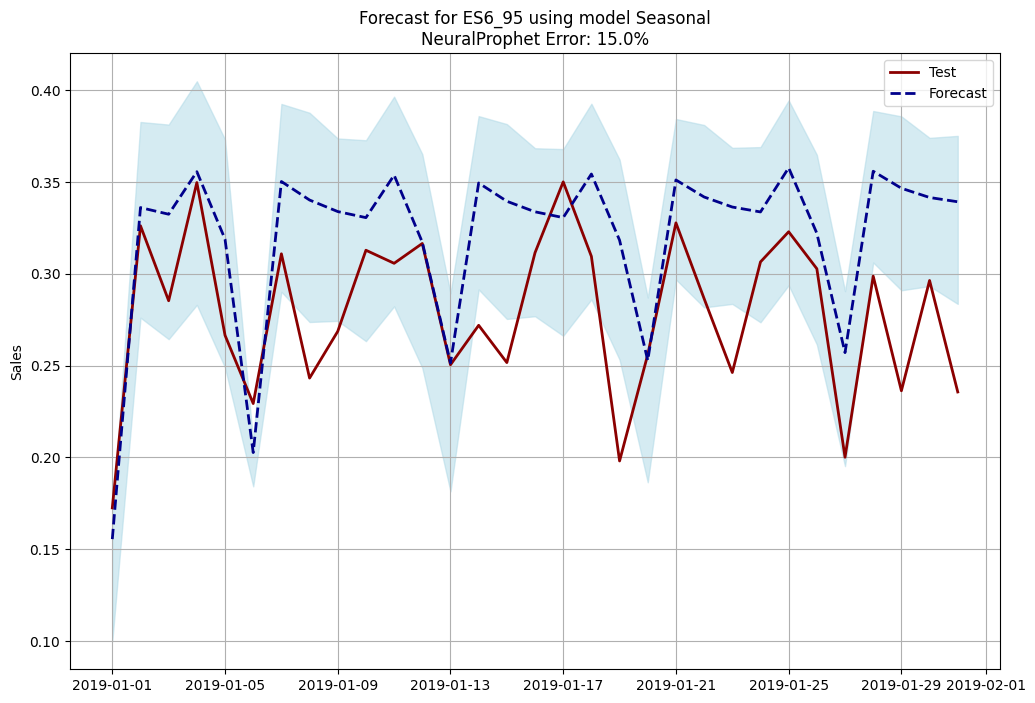 Forecast for ES6_95 using model Seasonal
NeuralProphet Error: 15.0%
Test
Forecast
Sales
0.40
0.35
0.30
0.25
0.20
0.15
0.10
2019-01-01 2019-01-05 2019-01-09 2019-01-13 2019-01-17 2019-01-21 2019-01-25 2019-01-29 2019-02-01